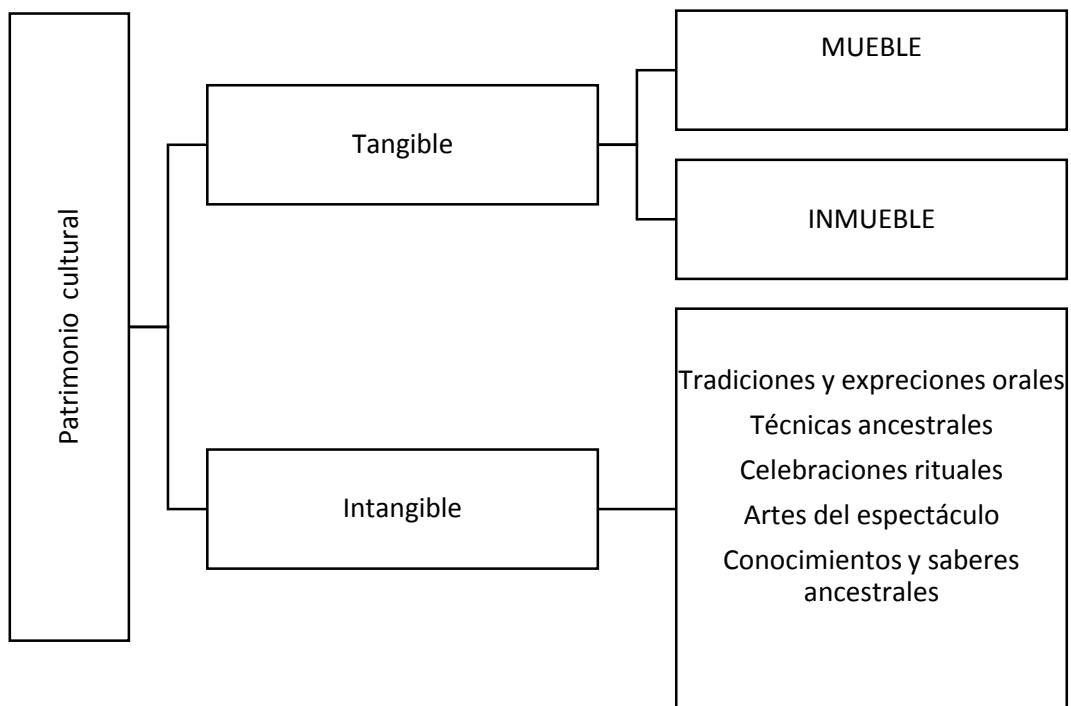 Patrimonio cultural
Tangible
MUEBLE
INMUEBLE
Intangible
Tradiciones y expreciones orales
Técnicas ancestrales
Celebraciones rituales
Artes del espectáculo
Conocimientos y saberes
ancestrales